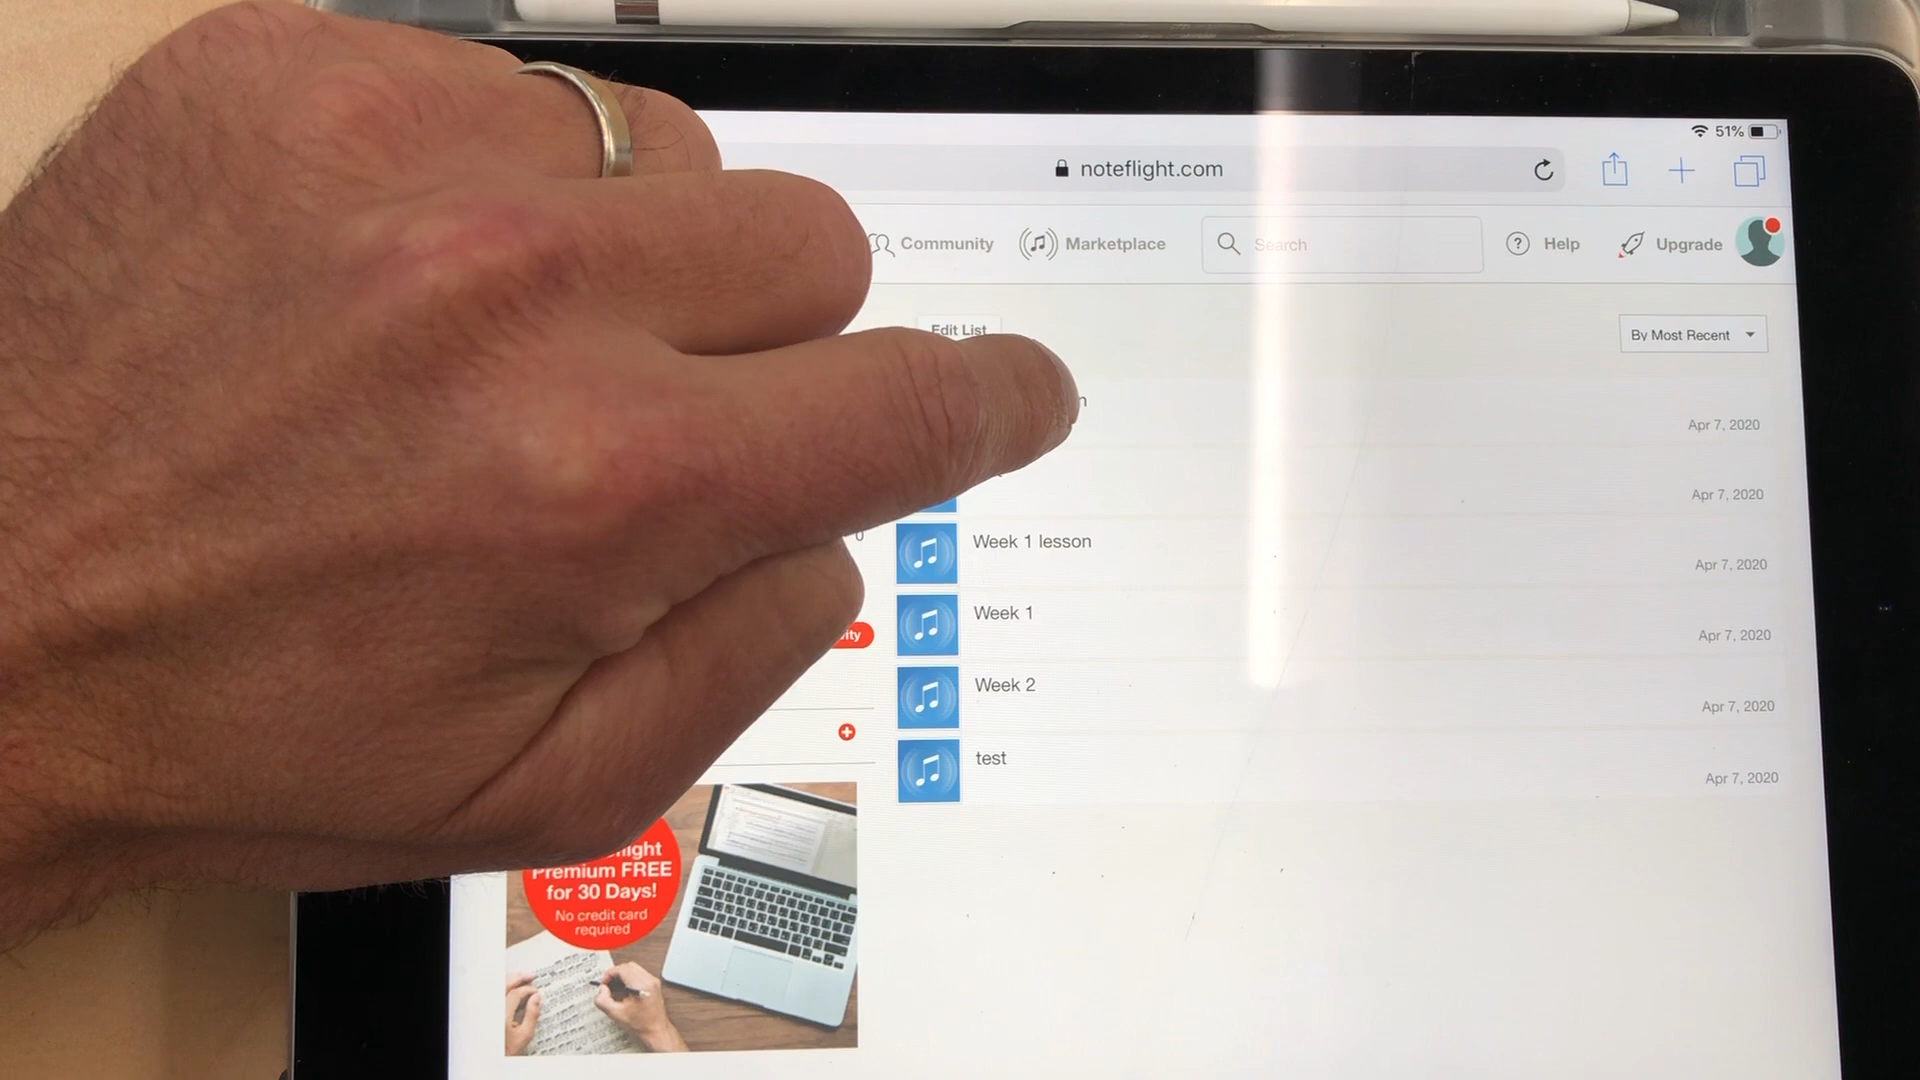 51%
noteflight.com
Community
Marketplace
Search
Help
Upgrade
Edit List
By Most Recent
Apr 7, 2020
Apr 7, 2020
Week 1 lesson
Apr 7, 2020
Week 1
Apr 7, 2020
Week 2
Apr 7, 2020
test
Apr 7, 2020
Premium FREE
for 30 Days!
No credit card
required